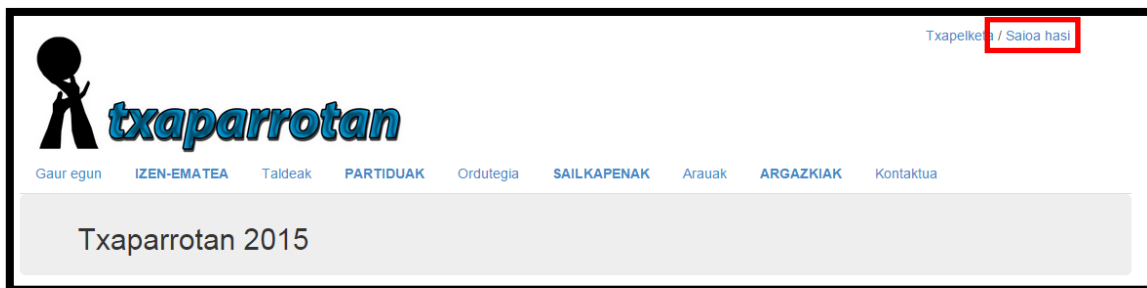 Txapelketa / Saioa hasi
txaparrotan
Gaur egun IZEN-EMATEA Taldeak PARTIDUAK Ordutegia SAILKAPENAK Arauak ARGAZKIAK Kontaktua
Txaparrotan 2015